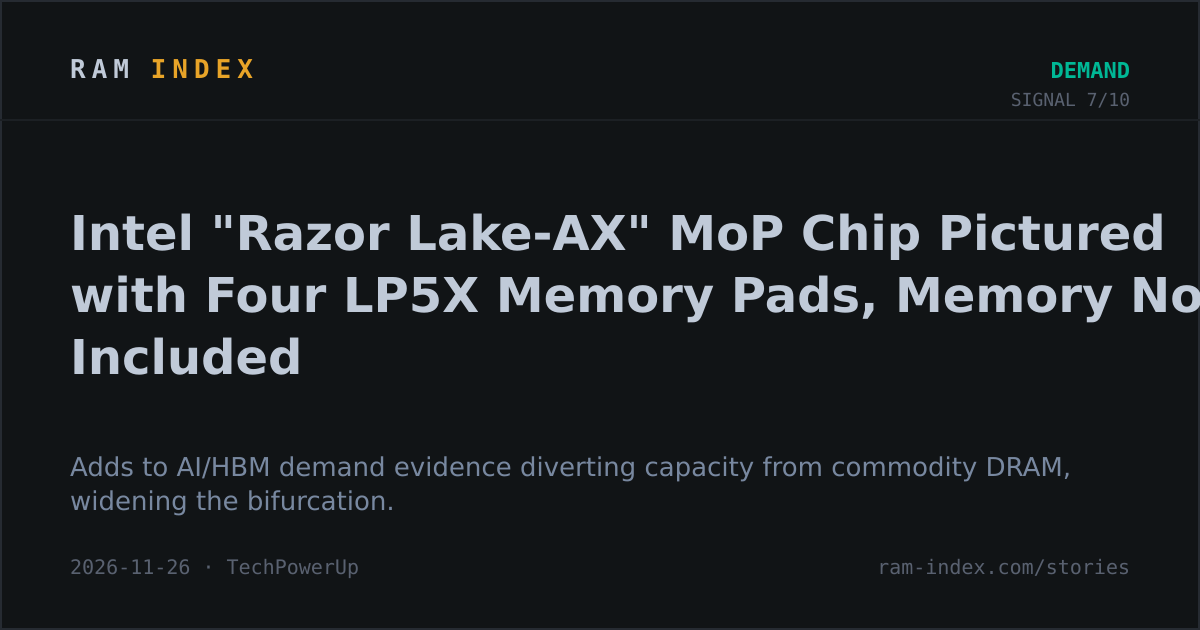 RAM INDEX
DEMAND
SIGNAL 7/10
Intel "Razor Lake-AX" MoP Chip Pictured
with Four LP5X Memory Pads, Memory No
Included
Adds to AI/HBM demand evidence diverting capacity from commodity DRAM,
widening the bifurcation.
2026-11-26 · TechPowerUp
ram-index.com/stories